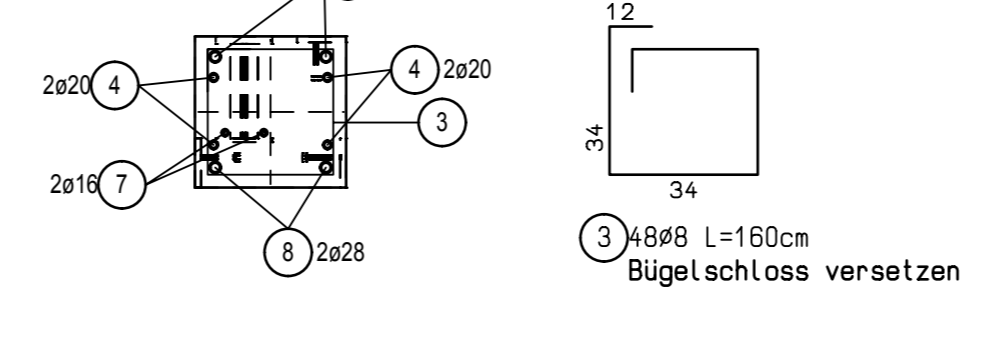 2ø20 4
4 2ø20
3
2ø16 7
8 2ø28
12
34
34
3 48ø8 L=160cm
Bügelschloss versetzen